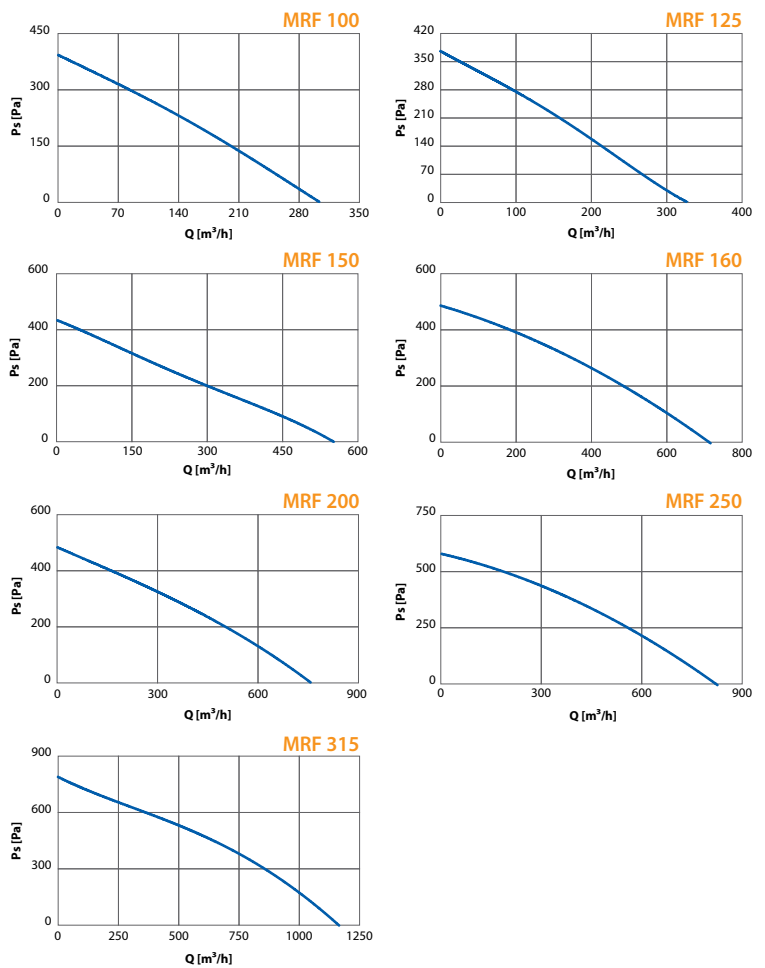 MRF 100
450
300
150
0
Ps [Pa]
0 70 140 210 280 350
Q [m³/h]
MRF 125
420
350
280
210
140
70
0
Ps [Pa]
0 100 200 300 400
Q [m³/h]
MRF 150
600
400
200
0
Ps [Pa]
0 150 300 450 600
Q [m³/h]
MRF 160
600
400
200
0
Ps [Pa]
0 200 400 600 800
Q [m³/h]
MRF 200
600
400
200
0
Ps [Pa]
0 300 600 900
Q [m³/h]
MRF 250
750
500
250
0
Ps [Pa]
0 300 600 900
Q [m³/h]
MRF 315
900
600
300
0
Ps [Pa]
0 250 500 750 1000 1250
Q [m³/h]